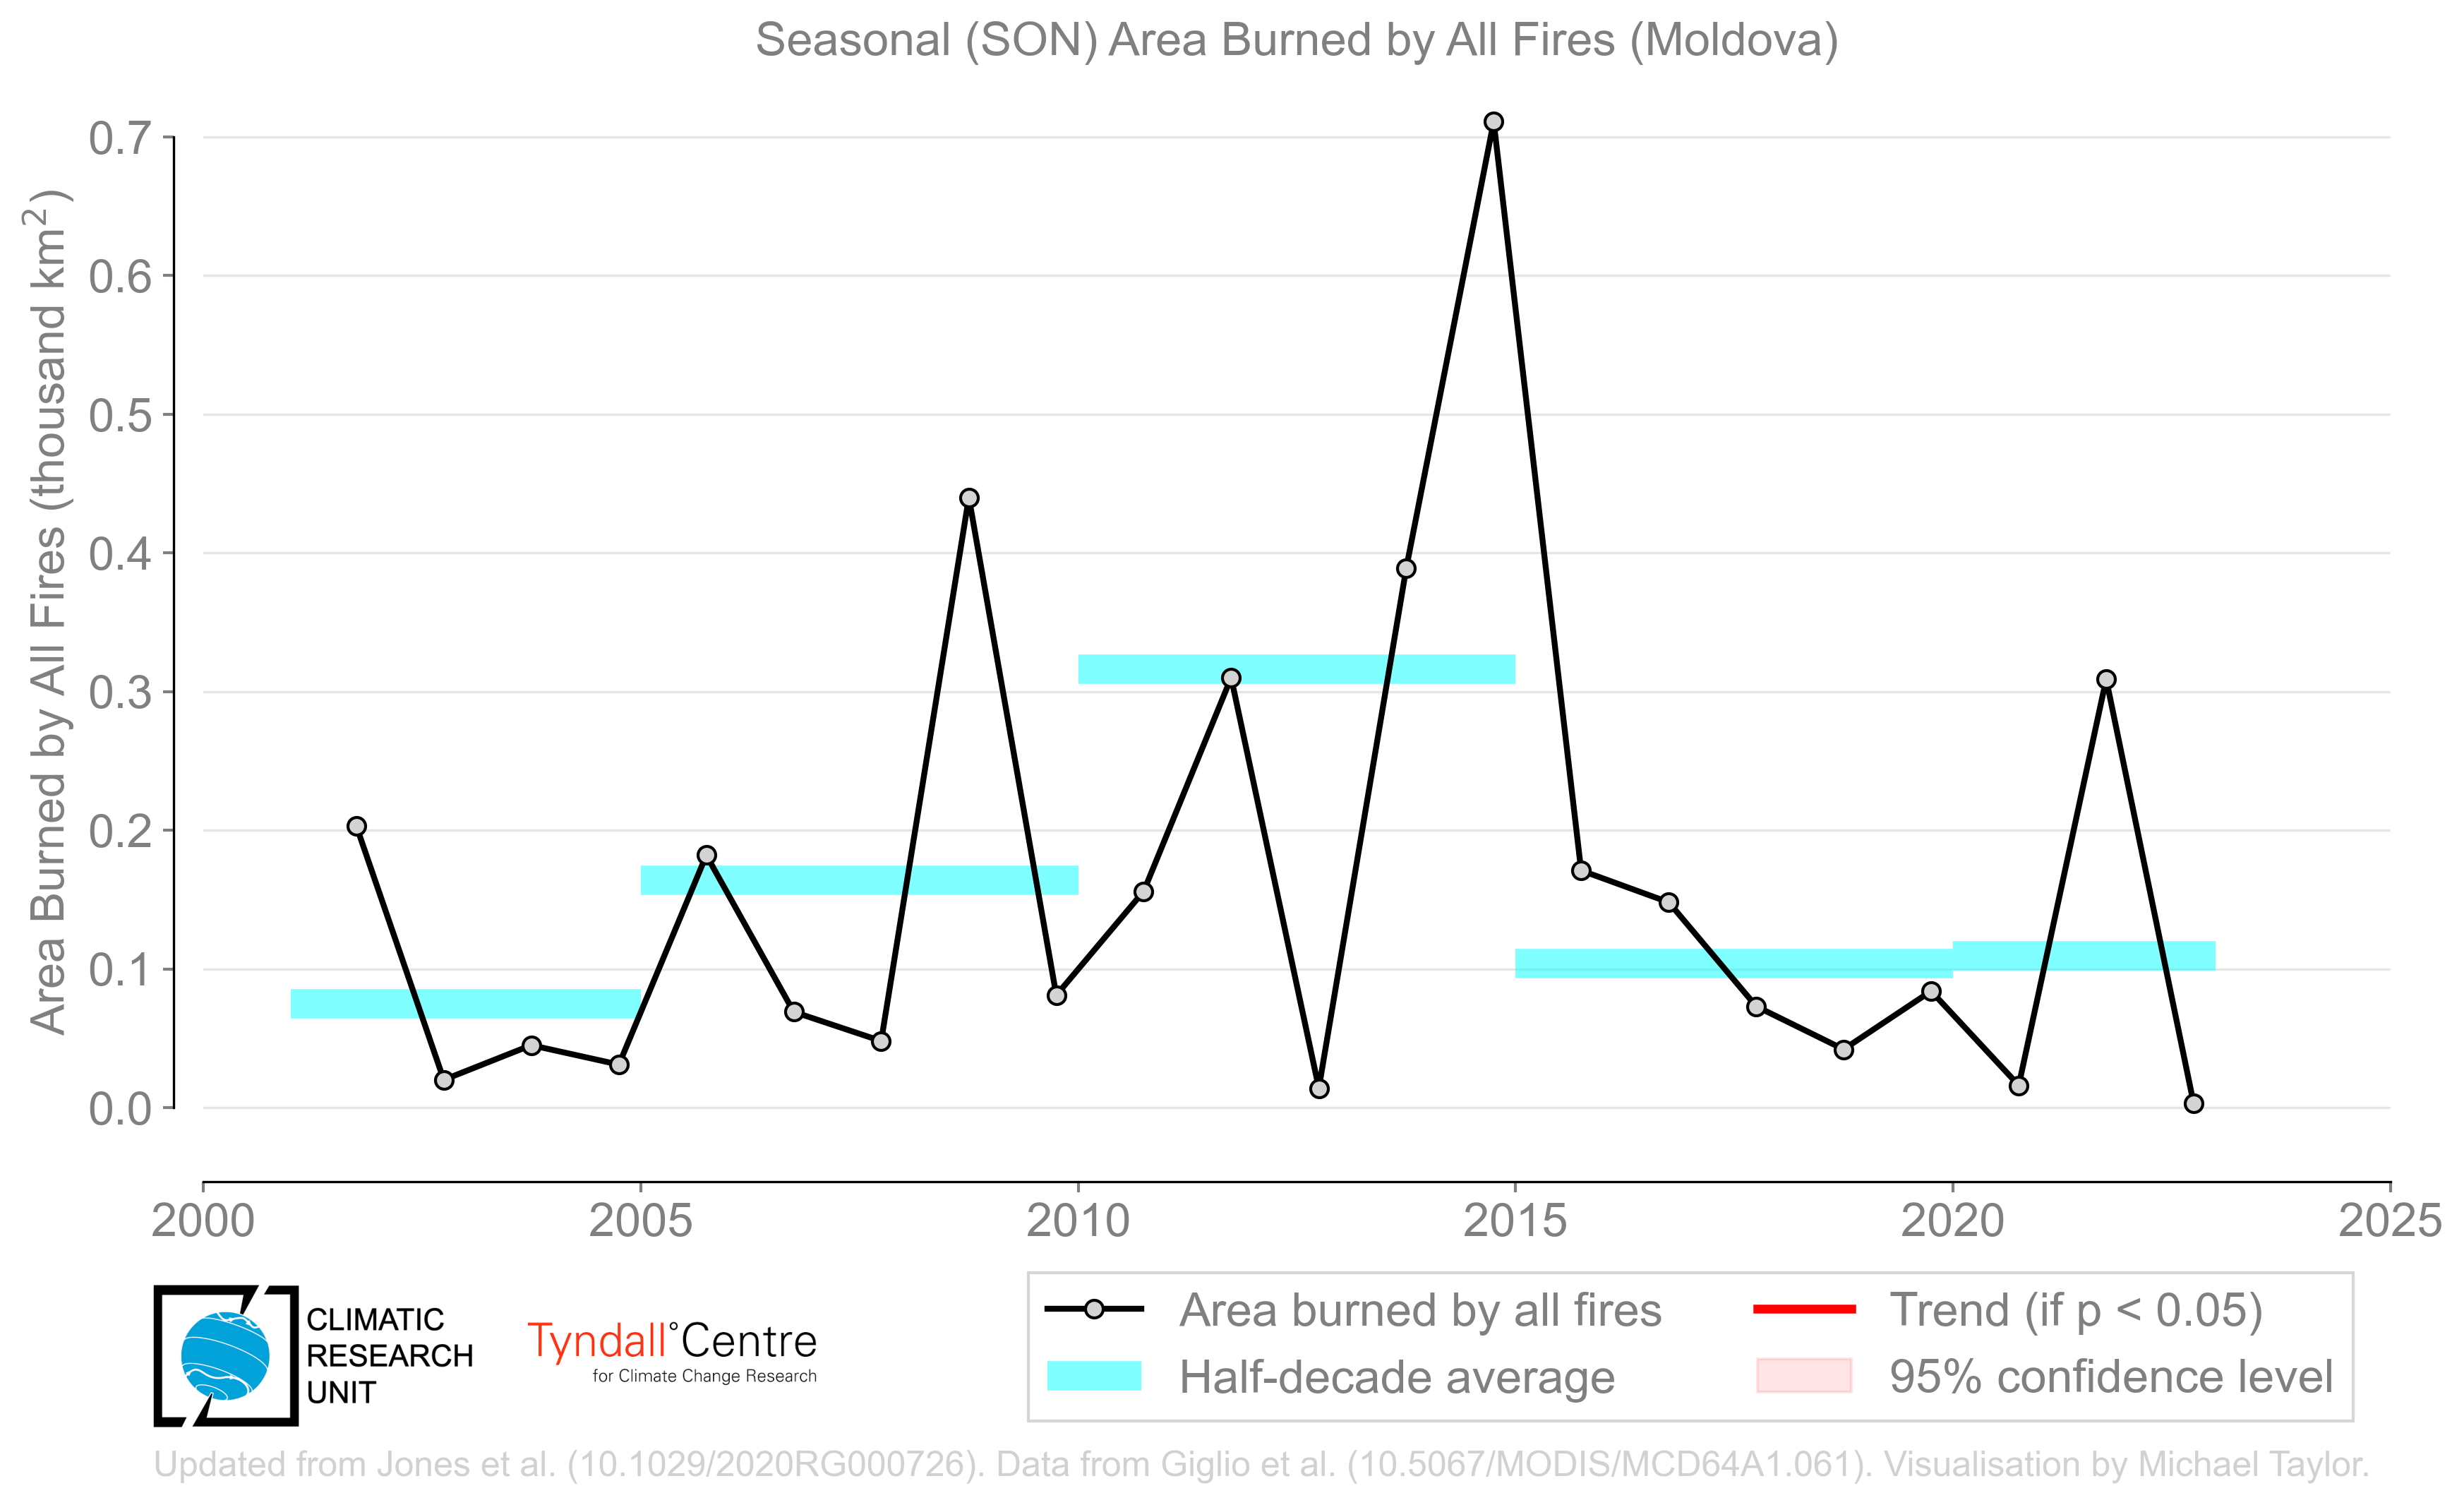 Seasonal (SON) Area Burned by All Fires (Moldova)
Area Burned by All Fires (thousand km²)
0.7
0.6
0.5
0.4
0.3
0.2
0.1
0.0
2000
2005
2010
2015
2020
2025
CLIMATIC
RESEARCH
UNIT
Tyndall°Centre
for Climate Change Research
Area burned by all fires
Half-decade average
Trend (if p < 0.05)
95% confidence level
Updated from Jones et al. (10.1029/2020RG000726). Data from Giglio et al. (10.5067/MODIS/MCD64A1.061). Visualisation by Michael Taylor.